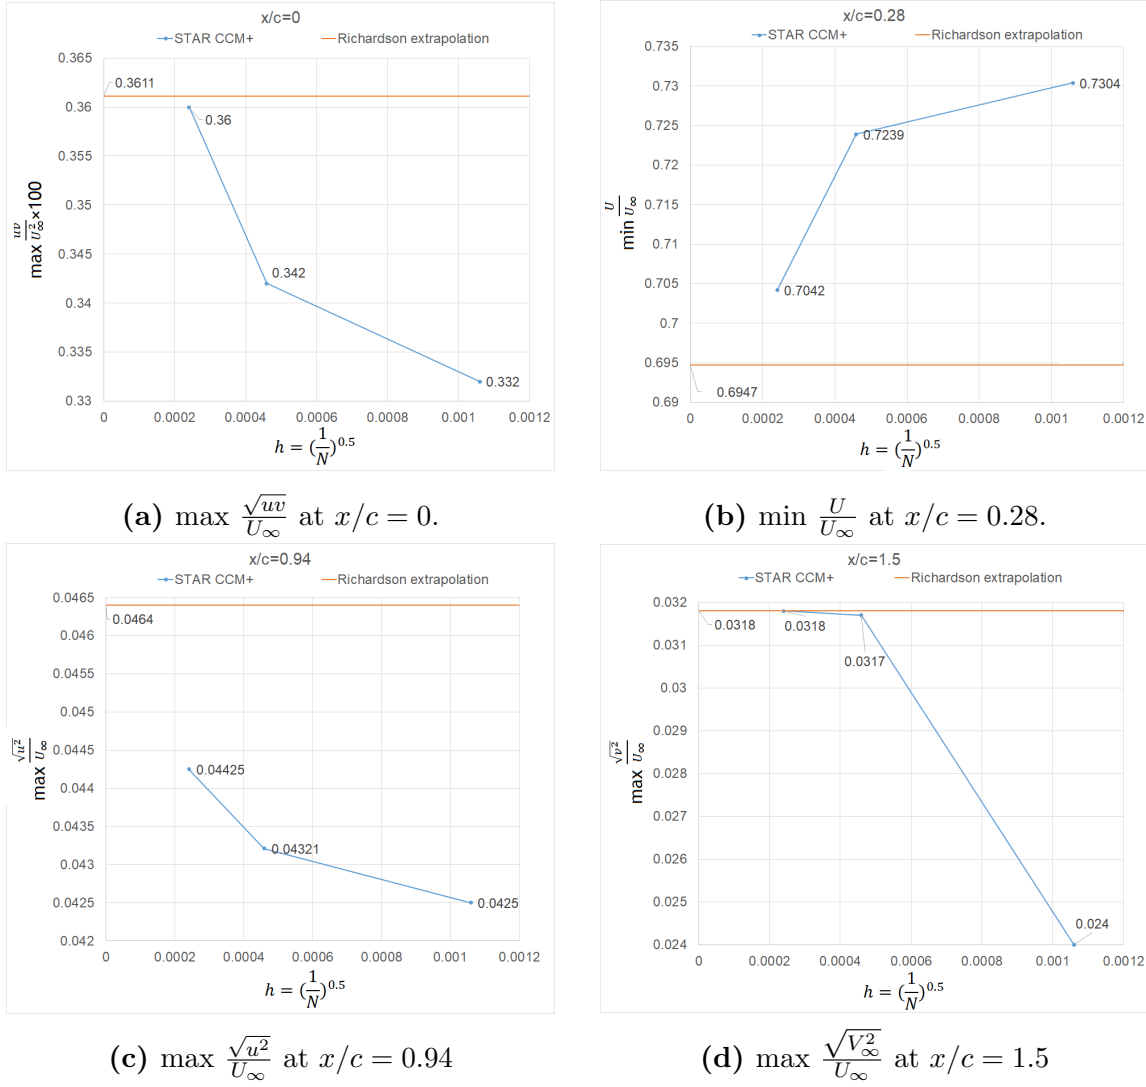 x/c=0
STAR CCM+ Richardson extrapolation
0.365
0.36
0.355
0.35
0.345
0.34
0.335
0.33
0.3611
0.36
0.342
0.332
max uv/U∞² ×100
0 0.0002 0.0004 0.0006 0.0008 0.001 0.0012
h = (1/N)^0.5
(a) max √uv/U∞ at x/c = 0.
x/c=0.28
STAR CCM+ Richardson extrapolation
0.735
0.73
0.725
0.72
0.715
0.71
0.705
0.7
0.695
0.69
0.7304
0.7239
0.7042
0.6947
min U/U∞
0 0.0002 0.0004 0.0006 0.0008 0.001 0.0012
h = (1/N)^0.5
(b) min U/U∞ at x/c = 0.28.
x/c=0.94
STAR CCM+ Richardson extrapolation
0.0465
0.046
0.0455
0.045
0.0445
0.044
0.0435
0.043
0.0425
0.042
0.0464
0.04425
0.04321
0.0425
max √u²/U∞
0 0.0002 0.0004 0.0006 0.0008 0.001 0.0012
h = (1/N)^0.5
(c) max √u²/U∞ at x/c = 0.94
x/c=1.5
STAR CCM+ Richardson extrapolation
0.032
0.031
0.03
0.029
0.028
0.027
0.026
0.025
0.024
0.0318
0.0318
0.0317
0.024
max √v²/U∞
0 0.0002 0.0004 0.0006 0.0008 0.001 0.0012
h = (1/N)^0.5
(d) max √V∞²/U∞ at x/c = 1.5